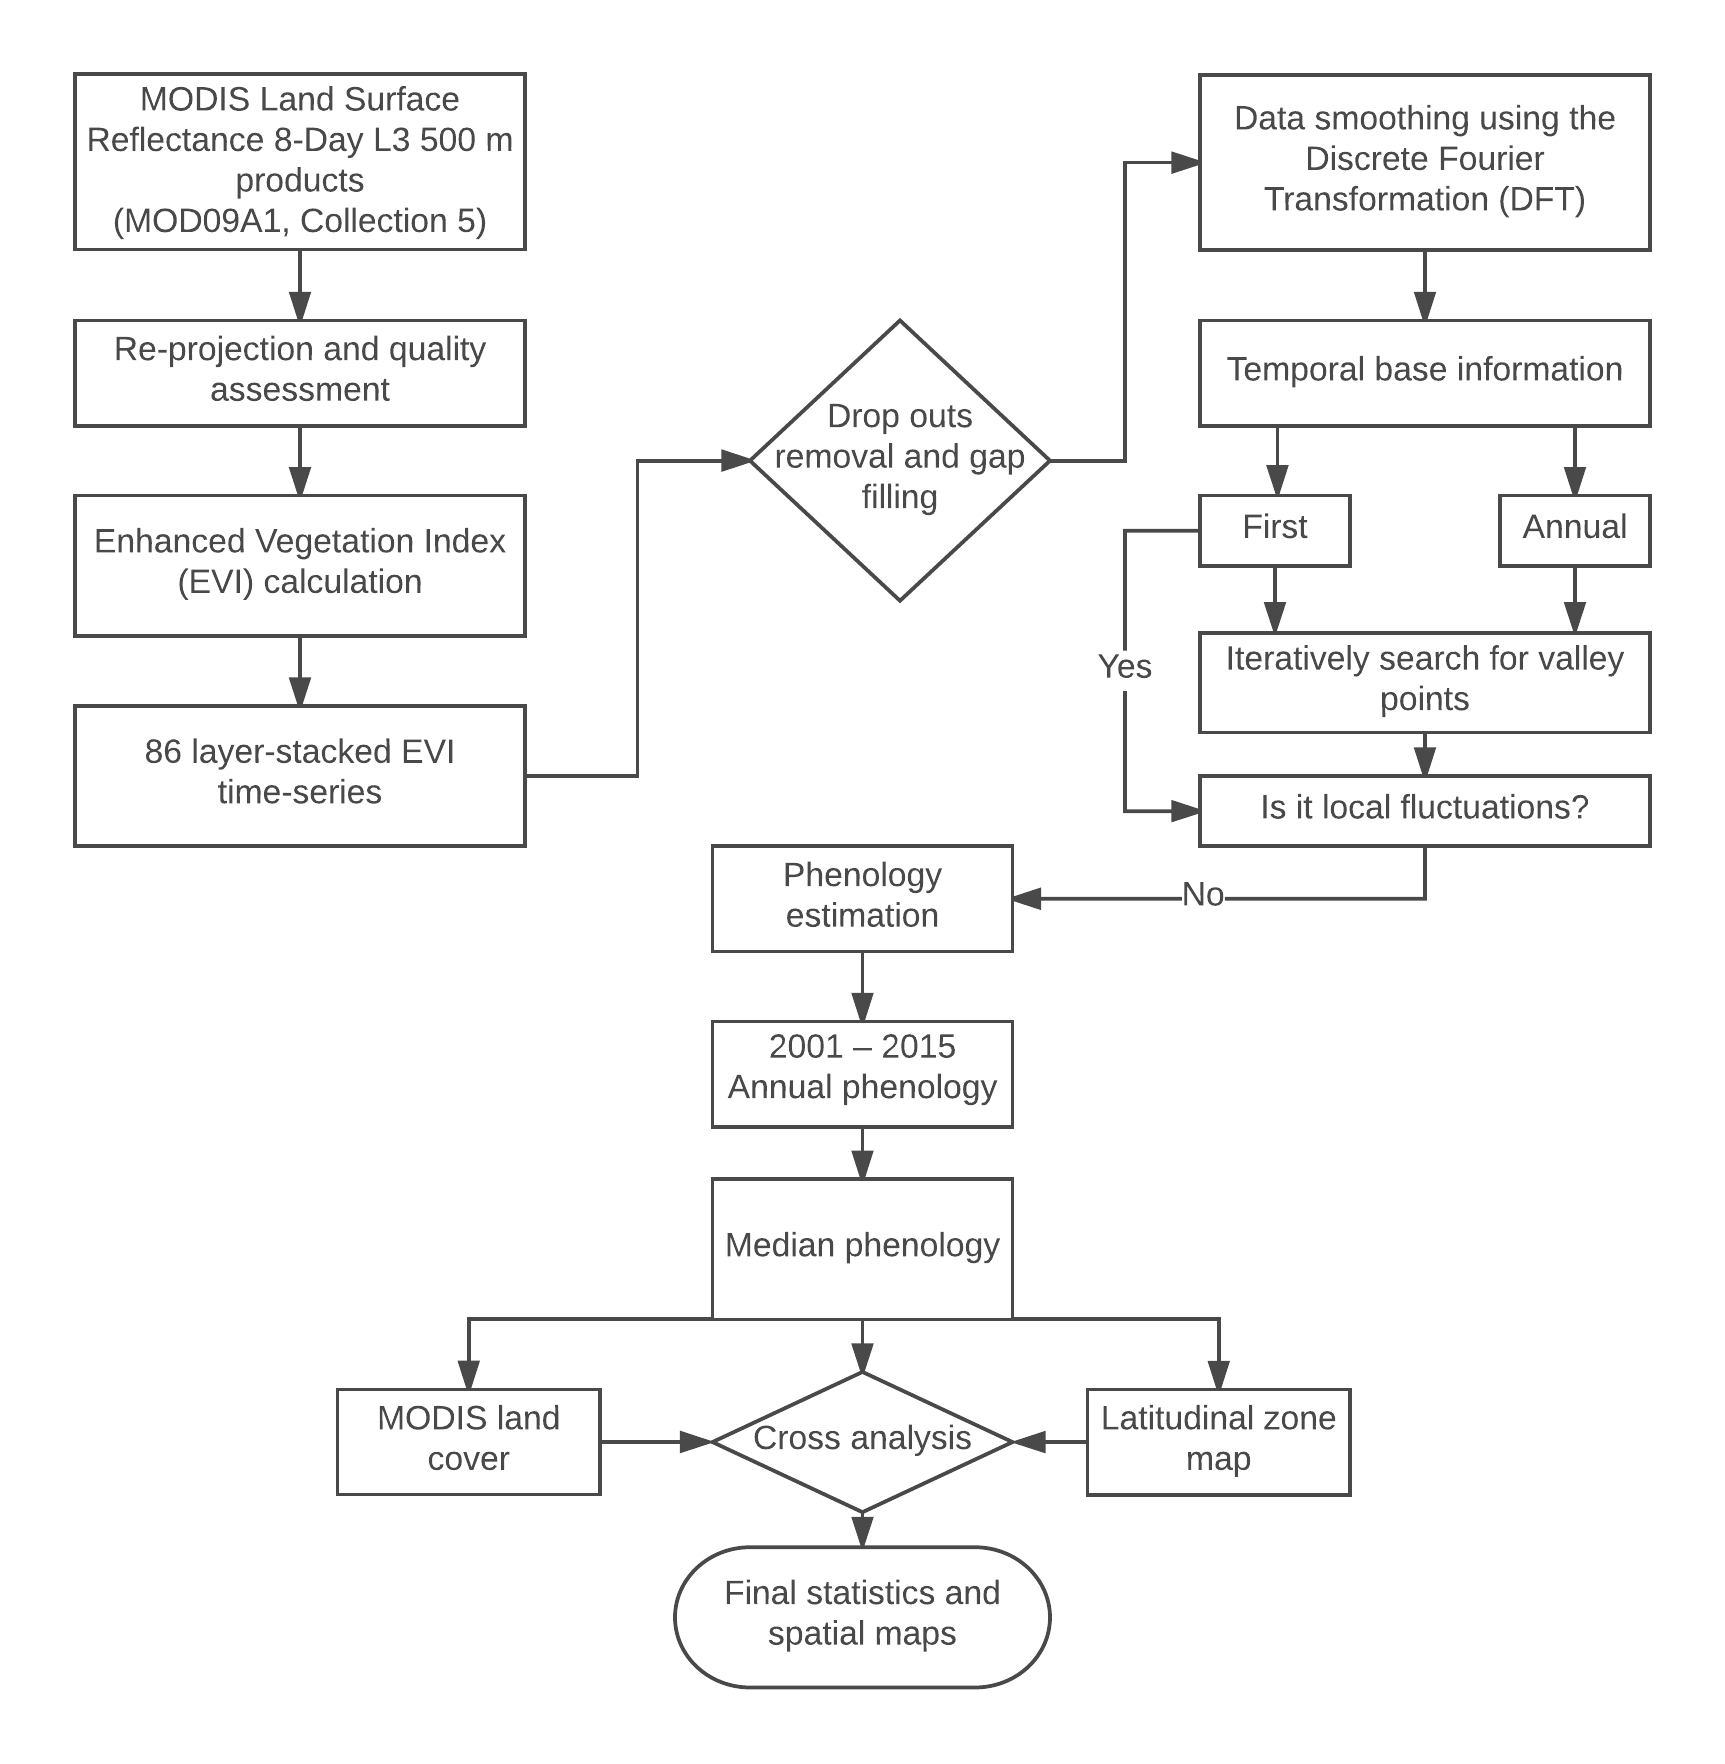 MODIS Land Surface
Reflectance 8-Day L3 500 m
products
(MOD09A1, Collection 5)
Re-projection and quality
assessment
Enhanced Vegetation Index
(EVI) calculation
86 layer-stacked EVI
time-series
Drop outs
removal and gap
filling
Data smoothing using the
Discrete Fourier
Transformation (DFT)
Temporal base information
First
Annual
Iteratively search for valley
points
Yes
Is it local fluctuations?
No
Phenology
estimation
2001 – 2015
Annual phenology
Median phenology
MODIS land
cover
Cross analysis
Latitudinal zone
map
Final statistics and
spatial maps